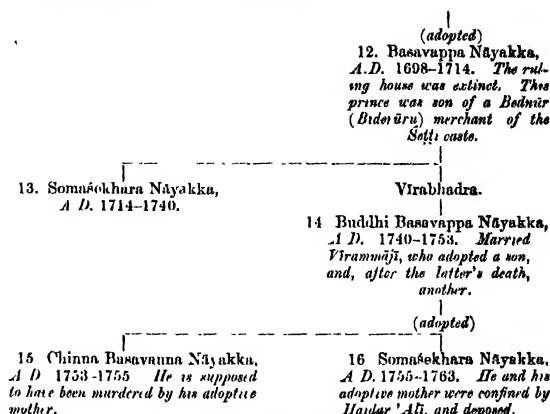 (adopted)
12. Basavappa Nāyakka,
A.D. 1698–1714. The rul-
ing house was extinct. This
prince was son of a Bednūr
(Bidenūru) merchant of the
Seṭṭi caste.
13. Somaśekhara Nāyakka,
A D. 1714–1740.
Vīrabhadra.
14 Buddhi Basavappa Nāyakka,
A D. 1740–1753. Married
Vīrammājī, who adopted a son,
and, after the latter's death,
another.
(adopted)
15 Chinna Basavanna Nāyakka,
A D 1753-1755 He is supposed
to have been murdered by his adoptive
mother.
16 Somaśekhara Nāyakka,
A D. 1755–1763. He and his
adoptive mother were confined by
Haidar 'Alī, and deposed.